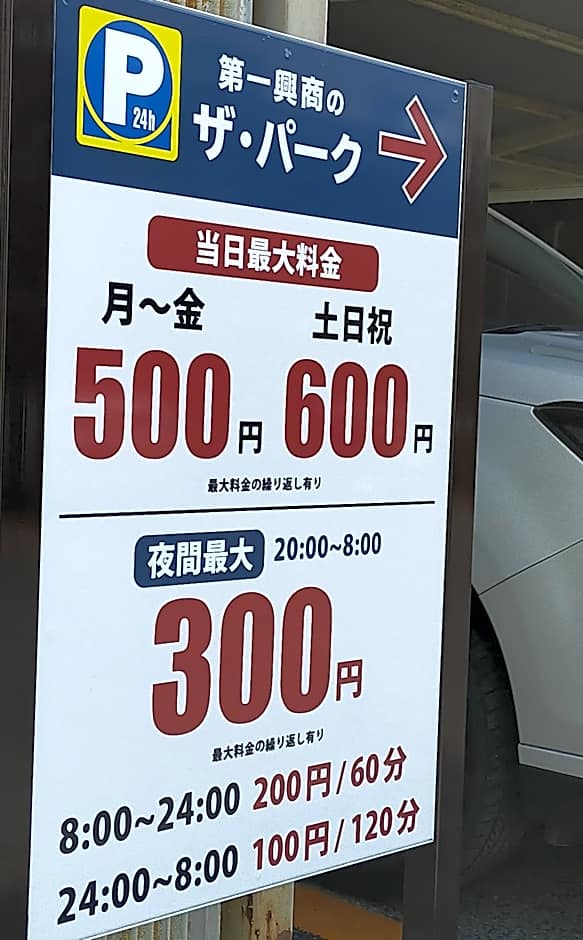 P
24h
第一興商の
ザ・パーク
当日最大料金
月～金 土日祝
500円 600円
最大料金の繰り返し有り
夜間最大 20:00~8:00
300円
最大料金の繰り返し有り
8:00~24:00 200円/60分
24:00~8:00 100円/120分